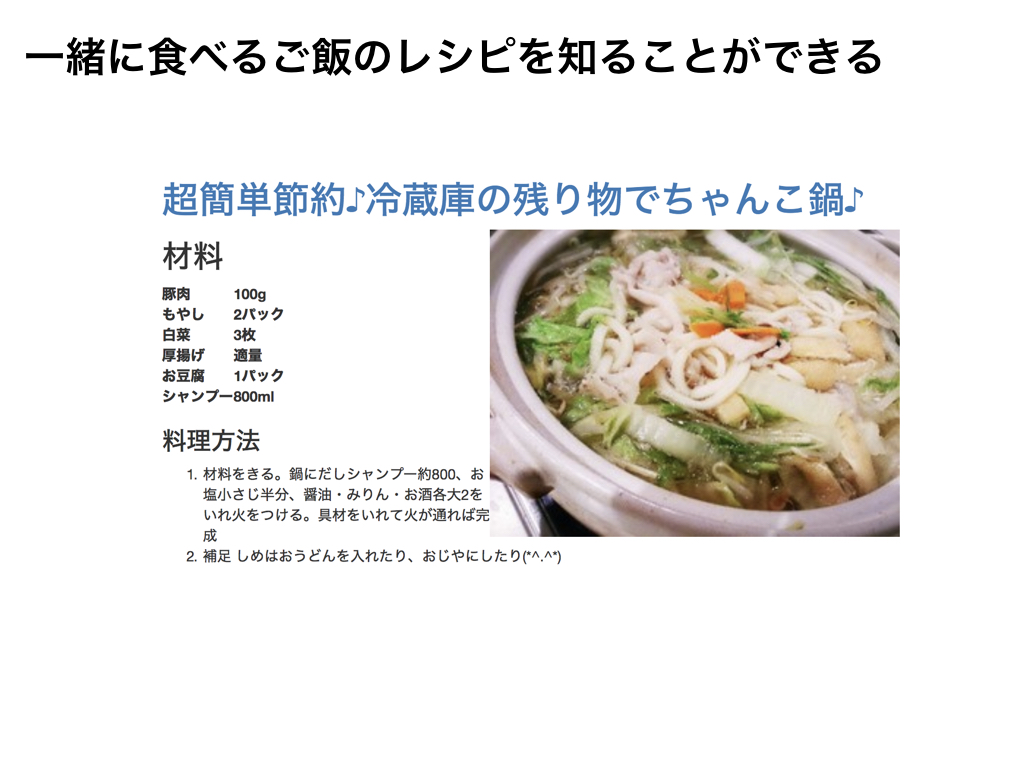 一緒に食べるご飯のレシピを知ることができる
超簡単節約♪冷蔵庫の残り物でちゃんこ鍋♪
材料
豚肉 100g
もやし 2パック
白菜 3枚
厚揚げ 適量
お豆腐 1パック
シャンプー800ml
料理方法
1. 材料をきる。鍋にだしシャンプー約800、お
塩小さじ半分、醤油・みりん・お酒各大2を
いれ火をつける。具材をいれて火が通れば完
成
2. 補足 しめはおうどんを入れたり、おじやにしたり(*^.^*)